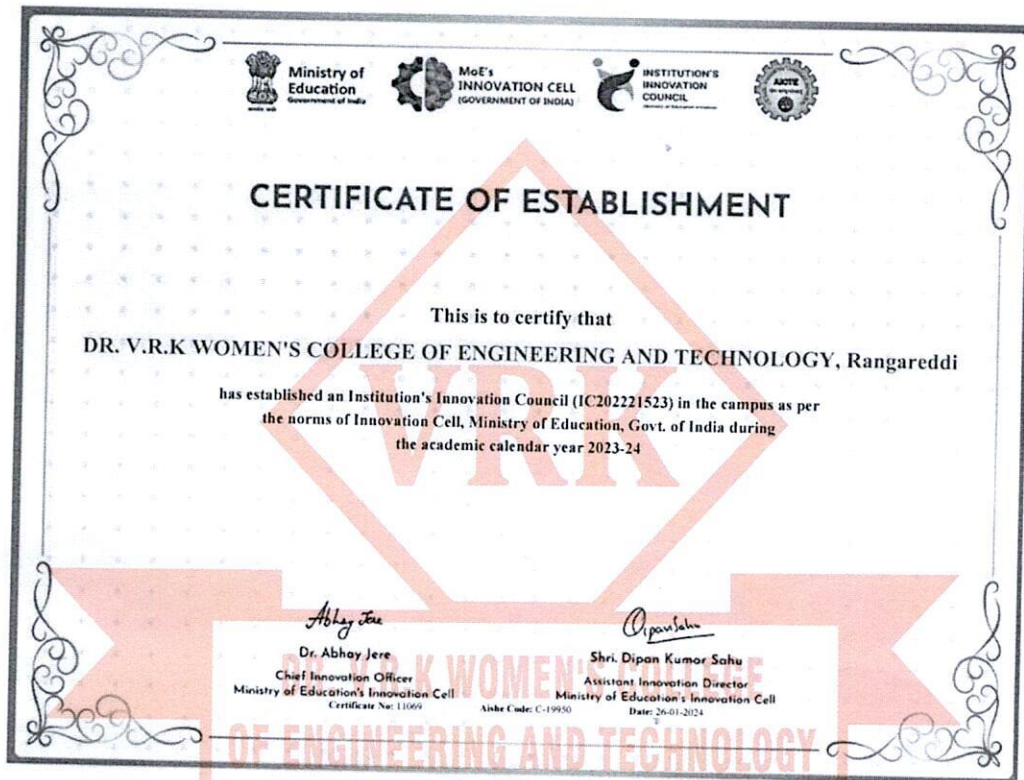 Ministry of
Education
Government of India
MoE's
INNOVATION CELL
(GOVERNMENT OF INDIA)
INSTITUTION'S
INNOVATION
COUNCIL
CERTIFICATE OF ESTABLISHMENT
This is to certify that
DR. V.R.K WOMEN'S COLLEGE OF ENGINEERING AND TECHNOLOGY, Rangareddi
has established an Institution's Innovation Council (IC202221523) in the campus as per
the norms of Innovation Cell, Ministry of Education, Govt. of India during
the academic calendar year 2023-24
VRK
Abhay Jere
Dipan Sahu
Dr. Abhay Jere
Shri. Dipan Kumar Sahu
Chief Innovation Officer
Assistant Innovation Director
Ministry of Education's Innovation Cell
Ministry of Education's Innovation Cell
Certificate No: 11069
Aishe Code: C-19950
Date: 26-01-2024
DR. V.R.K WOMEN'S COLLEGE
OF ENGINEERING AND TECHNOLOGY